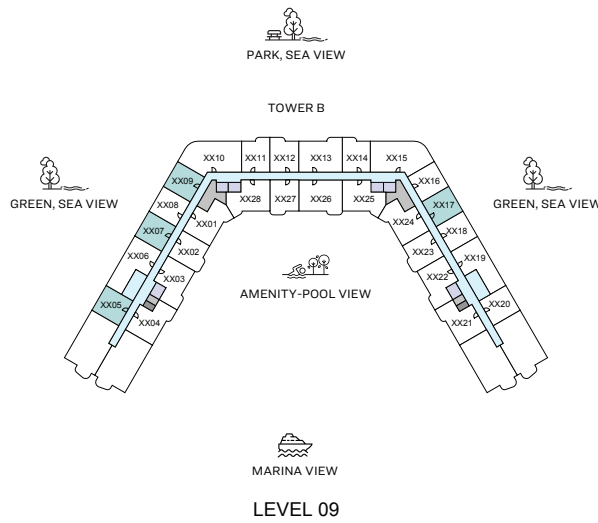 PARK, SEA VIEW
TOWER B
XX10 XX11 XX12 XX13 XX14 XX15
XX09 XX16
GREEN, SEA VIEW XX08 XX28 XX27 XX26 XX25 XX17 GREEN, SEA VIEW
XX07 XX01 XX24 XX18
XX06 XX02 XX23 XX19
XX03 XX22
AMENITY-POOL VIEW
XX05 XX04 XX21 XX20
MARINA VIEW
LEVEL 09